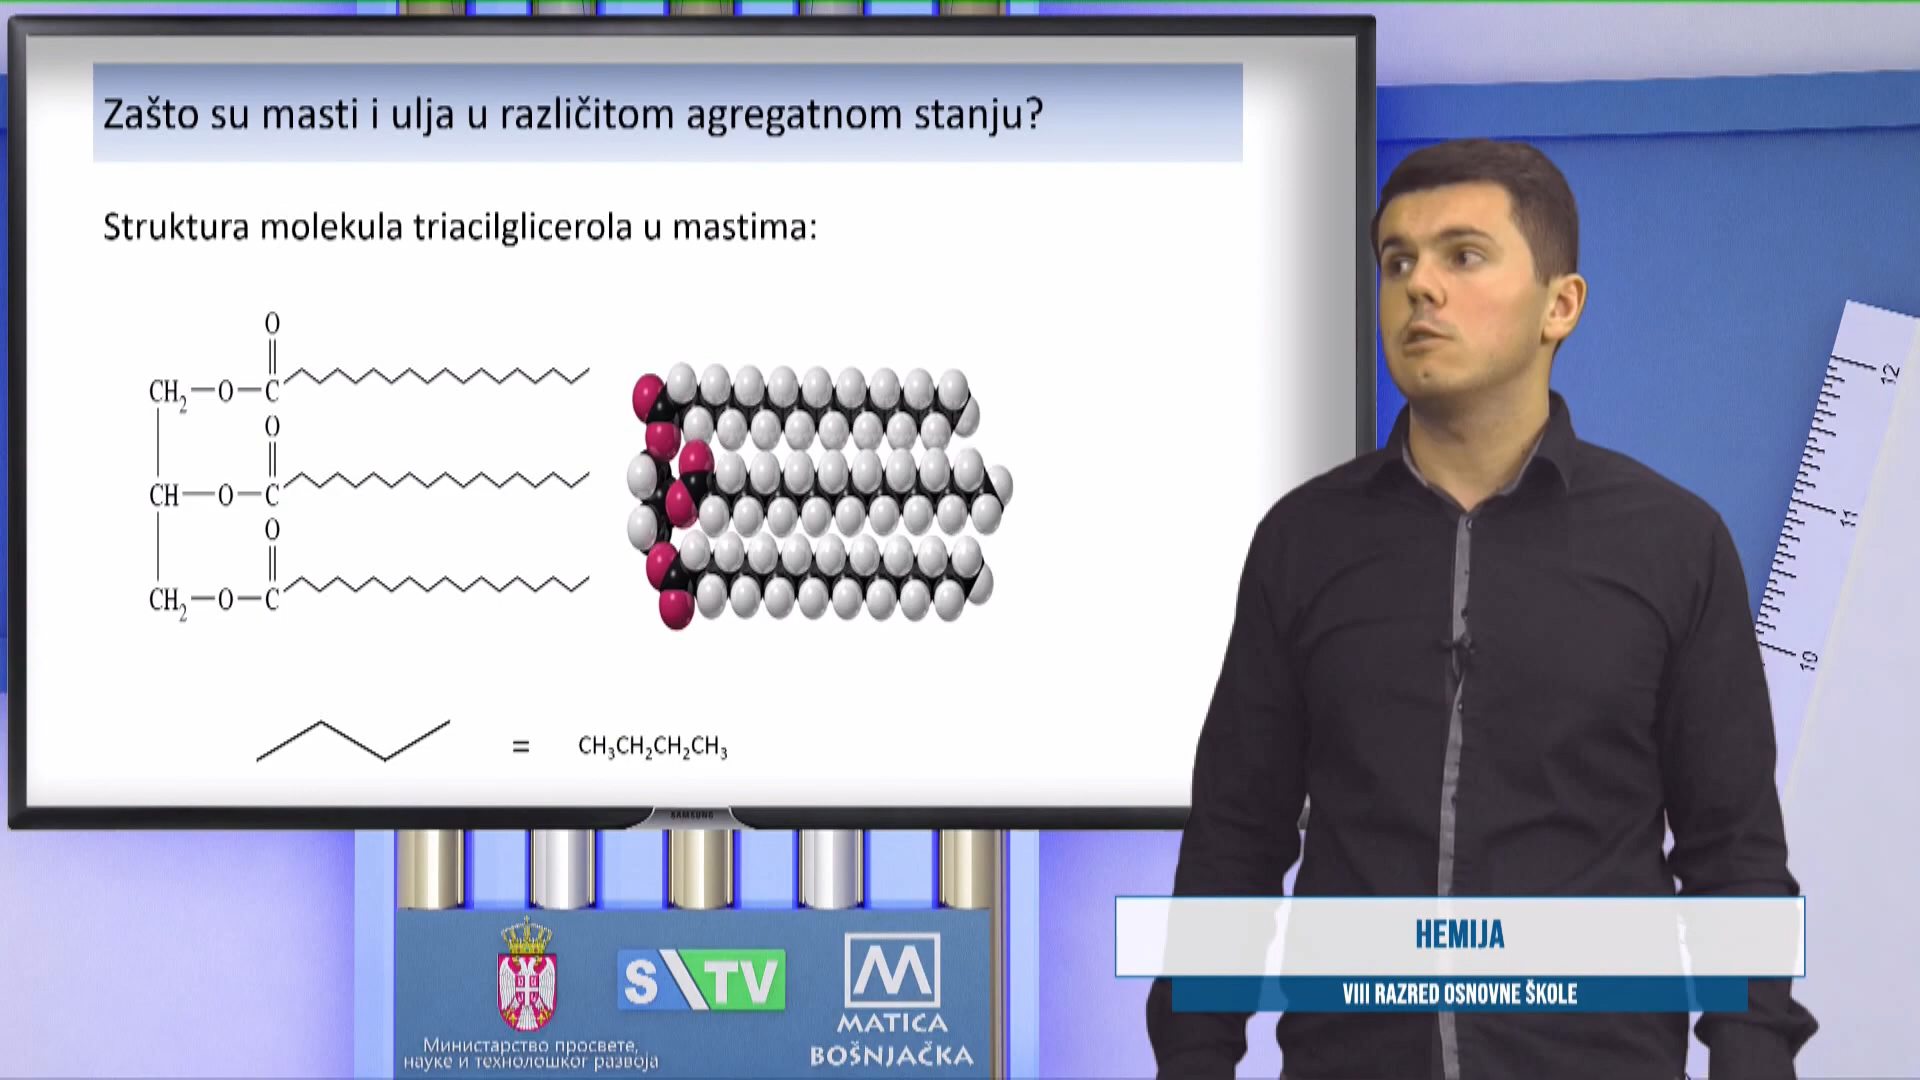 Zašto su masti i ulja u različitom agregatnom stanju?
Struktura molekula triacilglicerola u mastima:
O
CH₂—O—C
O
CH—O—C
O
CH₂—O—C
= CH₃CH₂CH₂CH₃
SAMSUNG
12
11
10
HEMIJA
VIII RAZRED OSNOVNE ŠKOLE
S TV
M
MATICA
BOŠNJAČKA
Министарство просвете,
науке и технолошког развоја